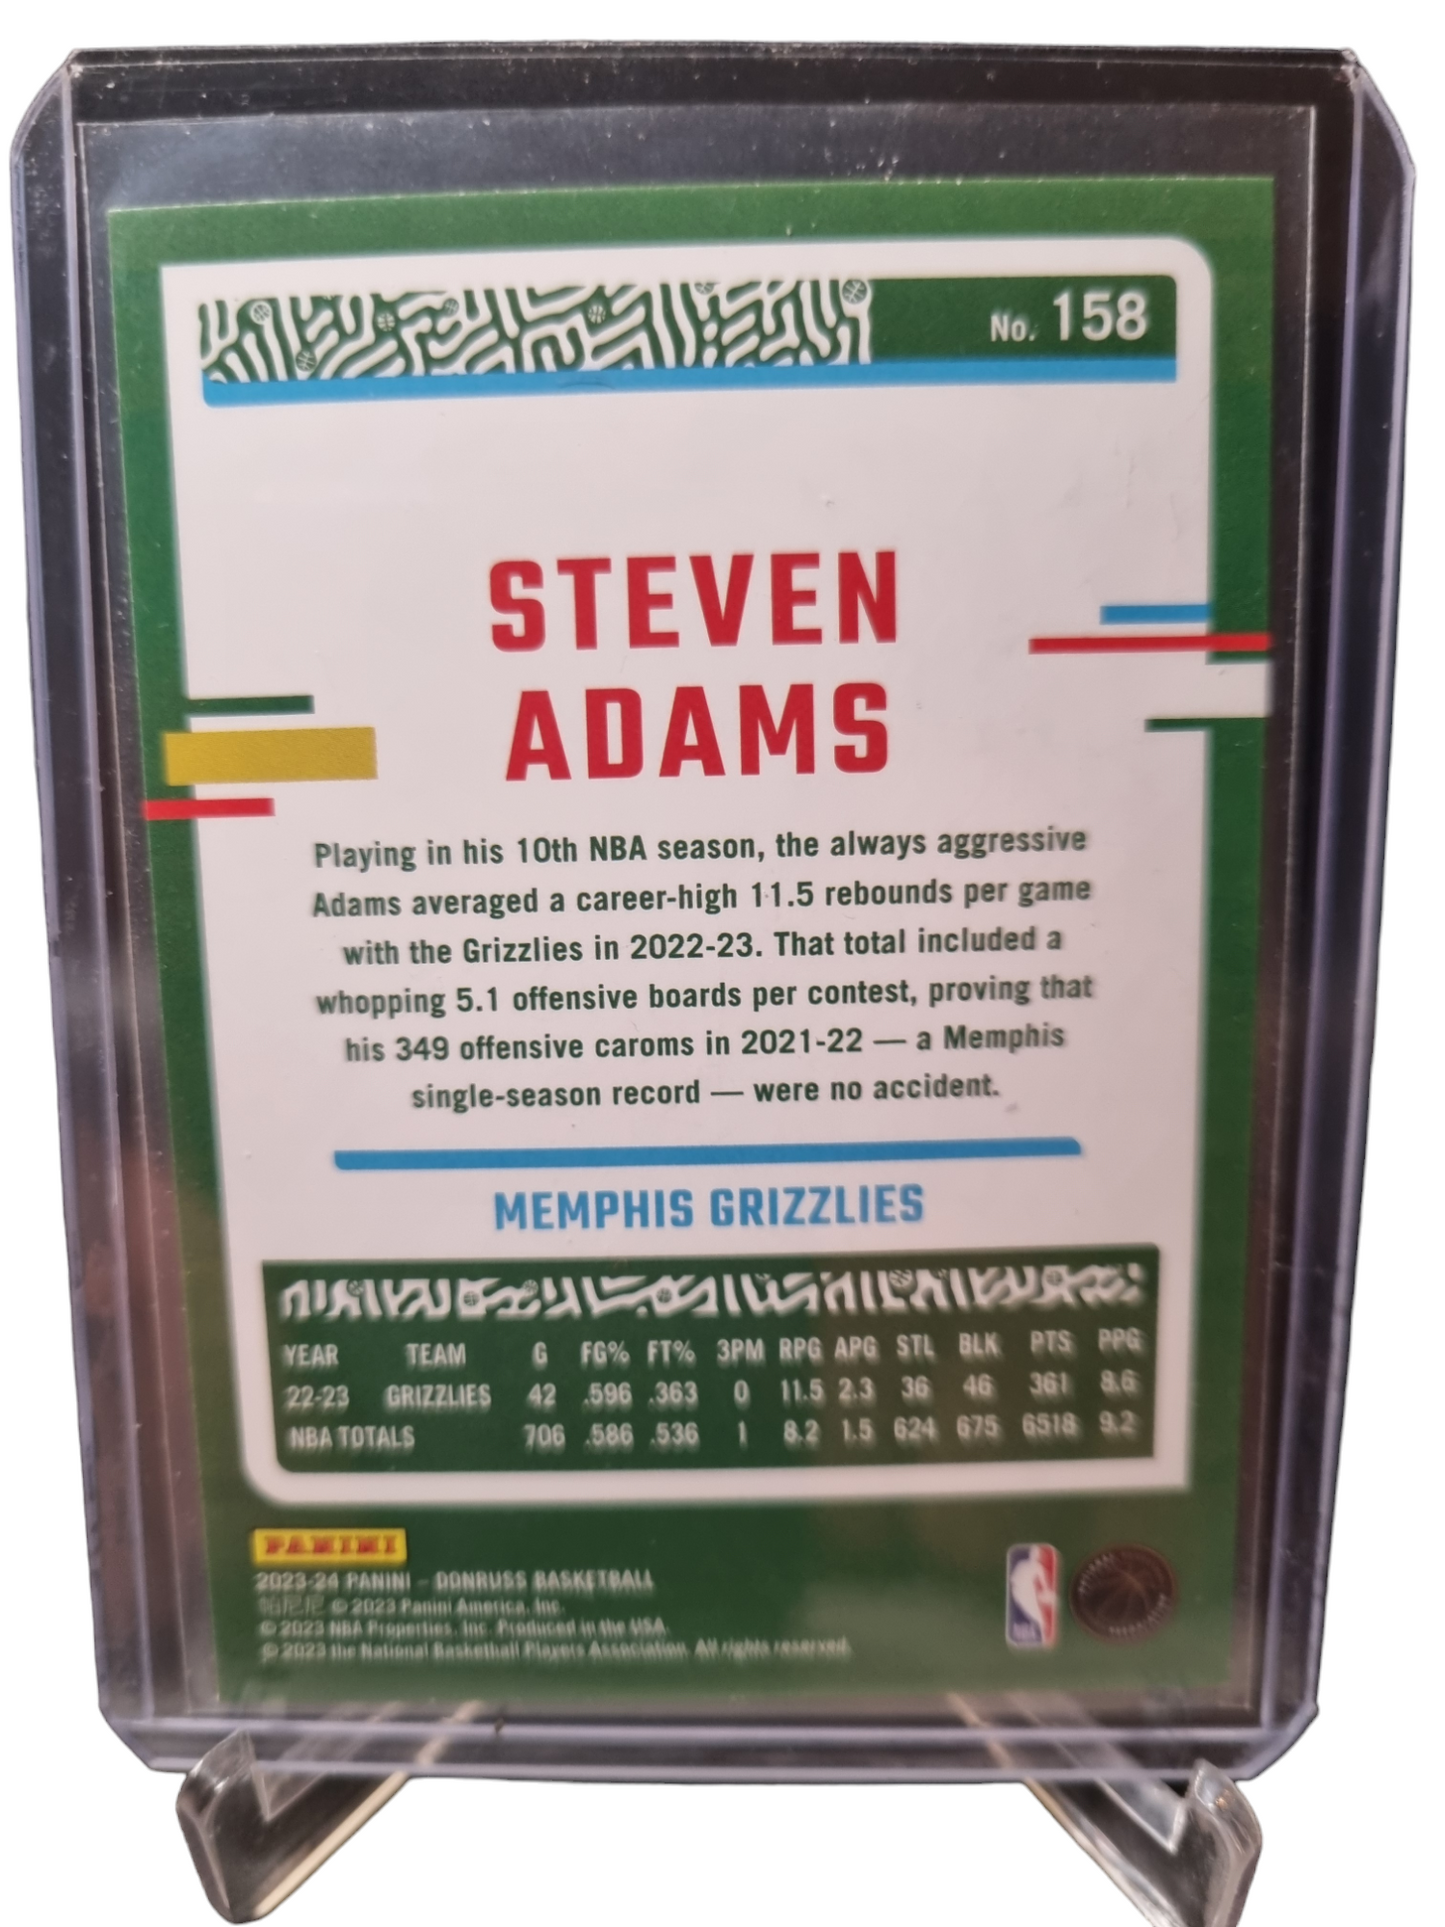 No. 158
STEVEN
ADAMS
Playing in his 10th NBA season, the always aggressive
Adams averaged a career-high 11.5 rebounds per game
with the Grizzlies in 2022-23. That total included a
whopping 5.1 offensive boards per contest, proving that
his 349 offensive caroms in 2021-22 — a Memphis
single-season record — were no accident.
MEMPHIS GRIZZLIES
YEAR TEAM G FG% FT% 3PM RPG APG STL BLK PTS PPG
22-23 GRIZZLIES 42 .596 .363 0 11.5 2.3 36 46 361 8.6
NBA TOTALS 706 .586 .536 1 8.2 1.5 624 675 6518 9.2
PANINI
2023-24 PANINI – DONRUSS BASKETBALL
帕尼尼 © 2023 Panini America, Inc.
© 2023 NBA Properties, Inc. Produced in the USA.
© 2023 the National Basketball Players Association. All rights reserved.